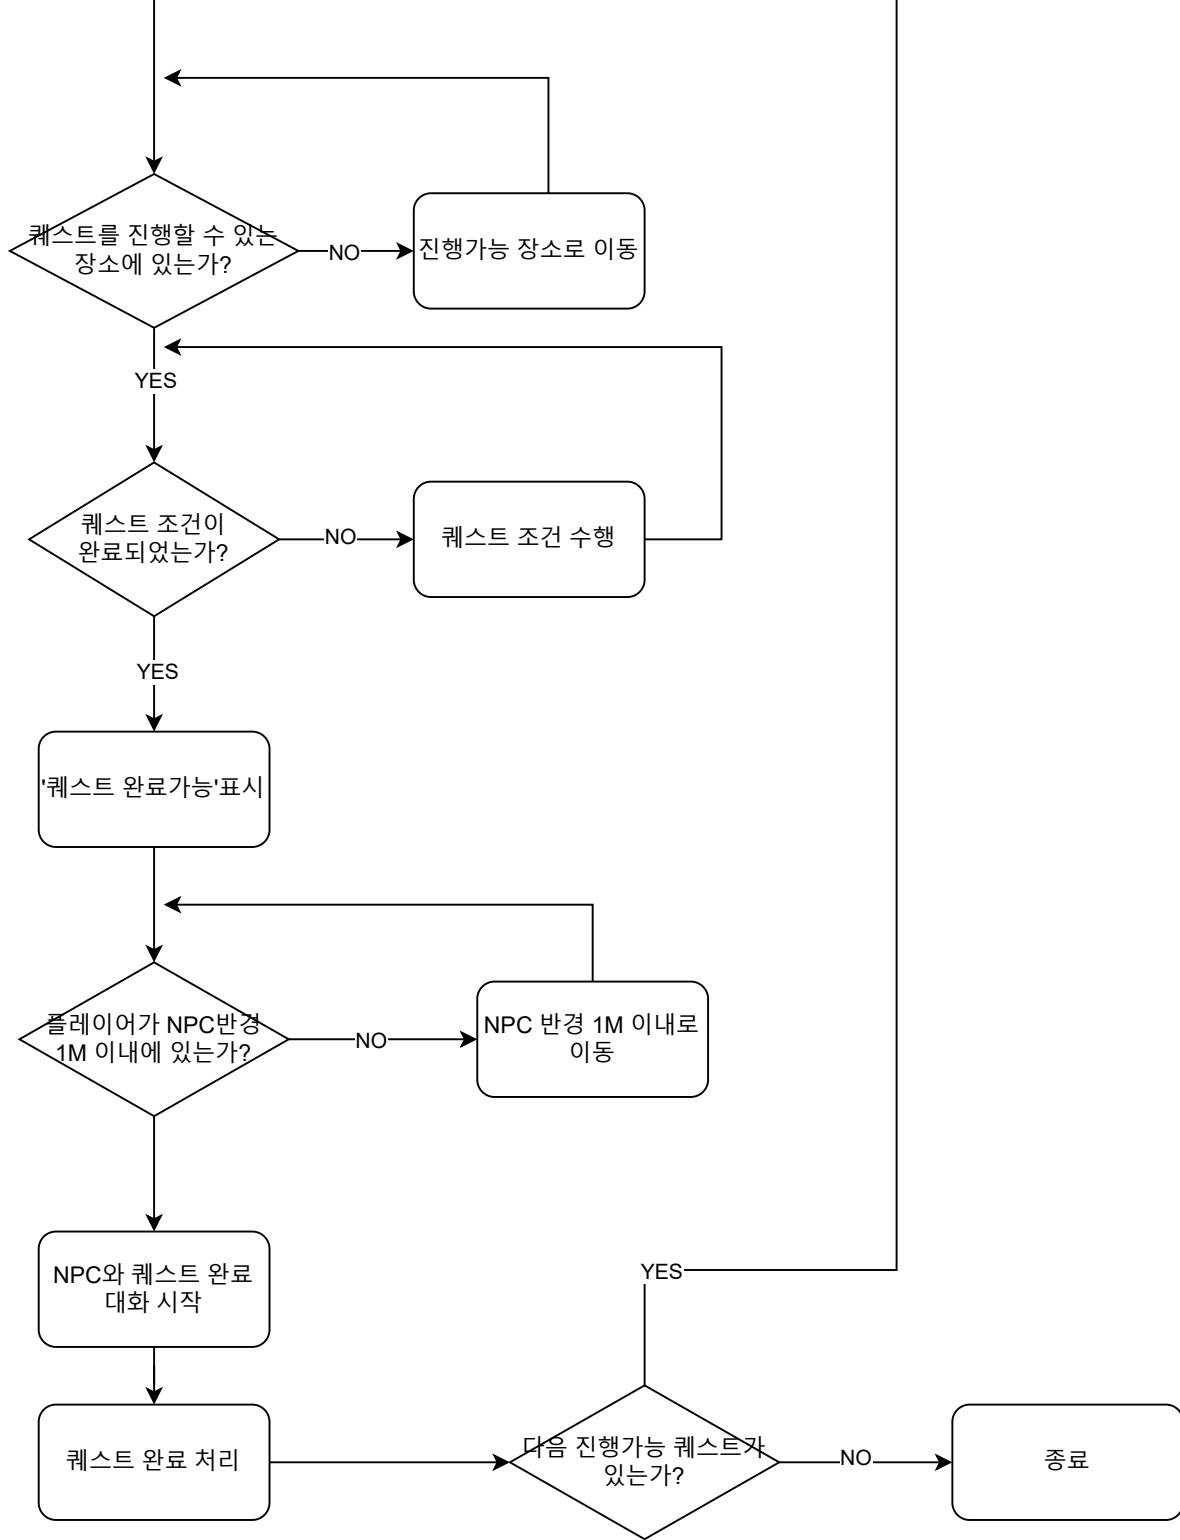 퀘스트를 진행할 수 있는
장소에 있는가?
NO
진행가능 장소로 이동
YES
퀘스트 조건이
완료되었는가?
NO
퀘스트 조건 수행
YES
'퀘스트 완료가능'표시
플레이어가 NPC반경
1M 이내에 있는가?
NO
NPC 반경 1M 이내로
이동
NPC와 퀘스트 완료
대화 시작
YES
퀘스트 완료 처리
다음 진행가능 퀘스트가
있는가?
NO
종료